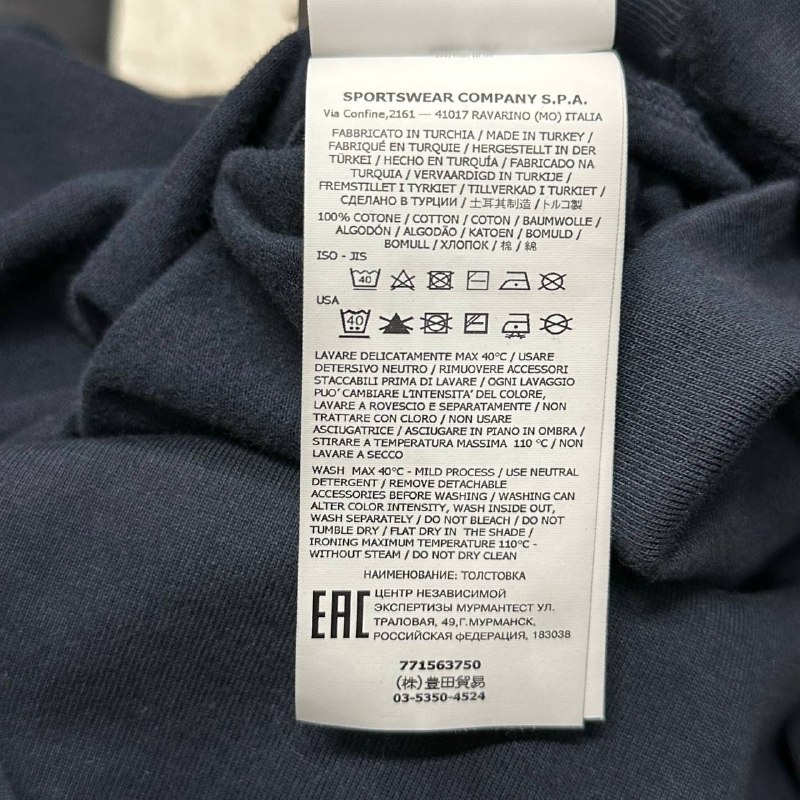 SPORTSWEAR COMPANY S.P.A.
Via Confine,2161 — 41017 RAVARINO (MO) ITALIA
FABBRICATO IN TURCHIA / MADE IN TURKEY /
FABRIQUÉ EN TURQUIE / HERGESTELLT IN DER
TÜRKEI / HECHO EN TURQUÍA / FABRICADO NA
TURQUIA / VERVAARDIGD IN TURKIJE /
FREMSTILLET I TYRKIET / TILLVERKAD I TURKIET /
СДЕЛАНО В ТУРЦИИ / 土耳其制造 / トルコ製
100% COTONE / COTTON / COTON / BAUMWOLLE /
ALGODÓN / ALGODÃO / KATOEN / BOMULD /
BOMULL / ХЛОПОК / 棉 / 綿
ISO - JIS
40
USA
40
LAVARE DELICATAMENTE MAX 40°C / USARE
DETERSIVO NEUTRO / RIMUOVERE ACCESSORI
STACCABILI PRIMA DI LAVARE / OGNI LAVAGGIO
PUO' CAMBIARE L'INTENSITA' DEL COLORE,
LAVARE A ROVESCIO E SEPARATAMENTE / NON
TRATTARE CON CLORO / NON USARE
ASCIUGATRICE / ASCIUGARE IN PIANO IN OMBRA /
STIRARE A TEMPERATURA MASSIMA 110 °C / NON
LAVARE A SECCO
WASH MAX 40°C - MILD PROCESS / USE NEUTRAL
DETERGENT / REMOVE DETACHABLE
ACCESSORIES BEFORE WASHING / WASHING CAN
ALTER COLOR INTENSITY, WASH INSIDE OUT,
WASH SEPARATELY / DO NOT BLEACH / DO NOT
TUMBLE DRY / FLAT DRY IN THE SHADE /
IRONING MAXIMUM TEMPERATURE 110°C -
WITHOUT STEAM / DO NOT DRY CLEAN
НАИМЕНОВАНИЕ: ТОЛСТОВКА
EAC ЦЕНТР НЕЗАВИСИМОЙ
ЭКСПЕРТИЗЫ МУРМАНТЕСТ УЛ.
ТРАЛОВАЯ, 49,Г.МУРМАНСК,
РОССИЙСКАЯ ФЕДЕРАЦИЯ, 183038
771563750
(株)豊田貿易
03-5350-4524